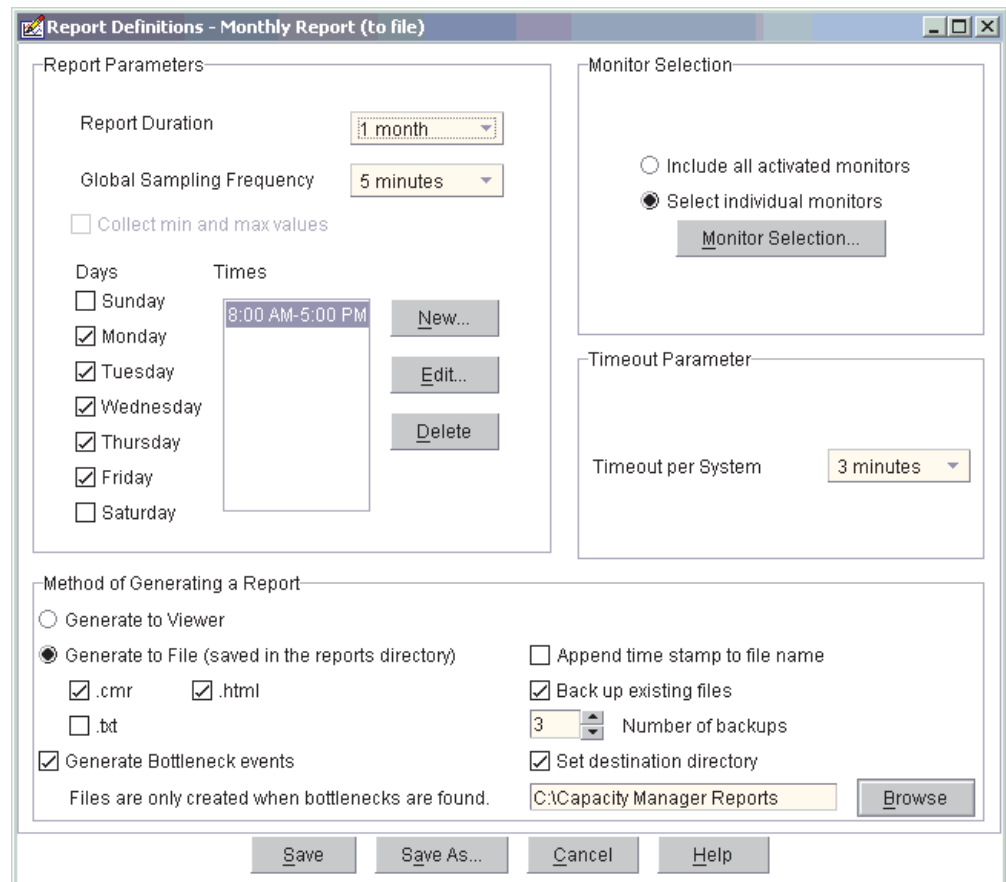 Report Definitions - Monthly Report (to file)
Report Parameters
Report Duration
1 month
Global Sampling Frequency
5 minutes
Collect min and max values
Days
Times
Sunday
Monday
Tuesday
Wednesday
Thursday
Friday
Saturday
8:00 AM-5:00 PM
New...
Edit...
Delete
Monitor Selection
Include all activated monitors
Select individual monitors
Monitor Selection...
Timeout Parameter
Timeout per System
3 minutes
Method of Generating a Report
Generate to Viewer
Generate to File (saved in the reports directory)
.cmr
.html
.txt
Generate Bottleneck events
Files are only created when bottlenecks are found.
Append time stamp to file name
Back up existing files
3
Number of backups
Set destination directory
C:\Capacity Manager Reports
Browse
Save
Save As...
Cancel
Help